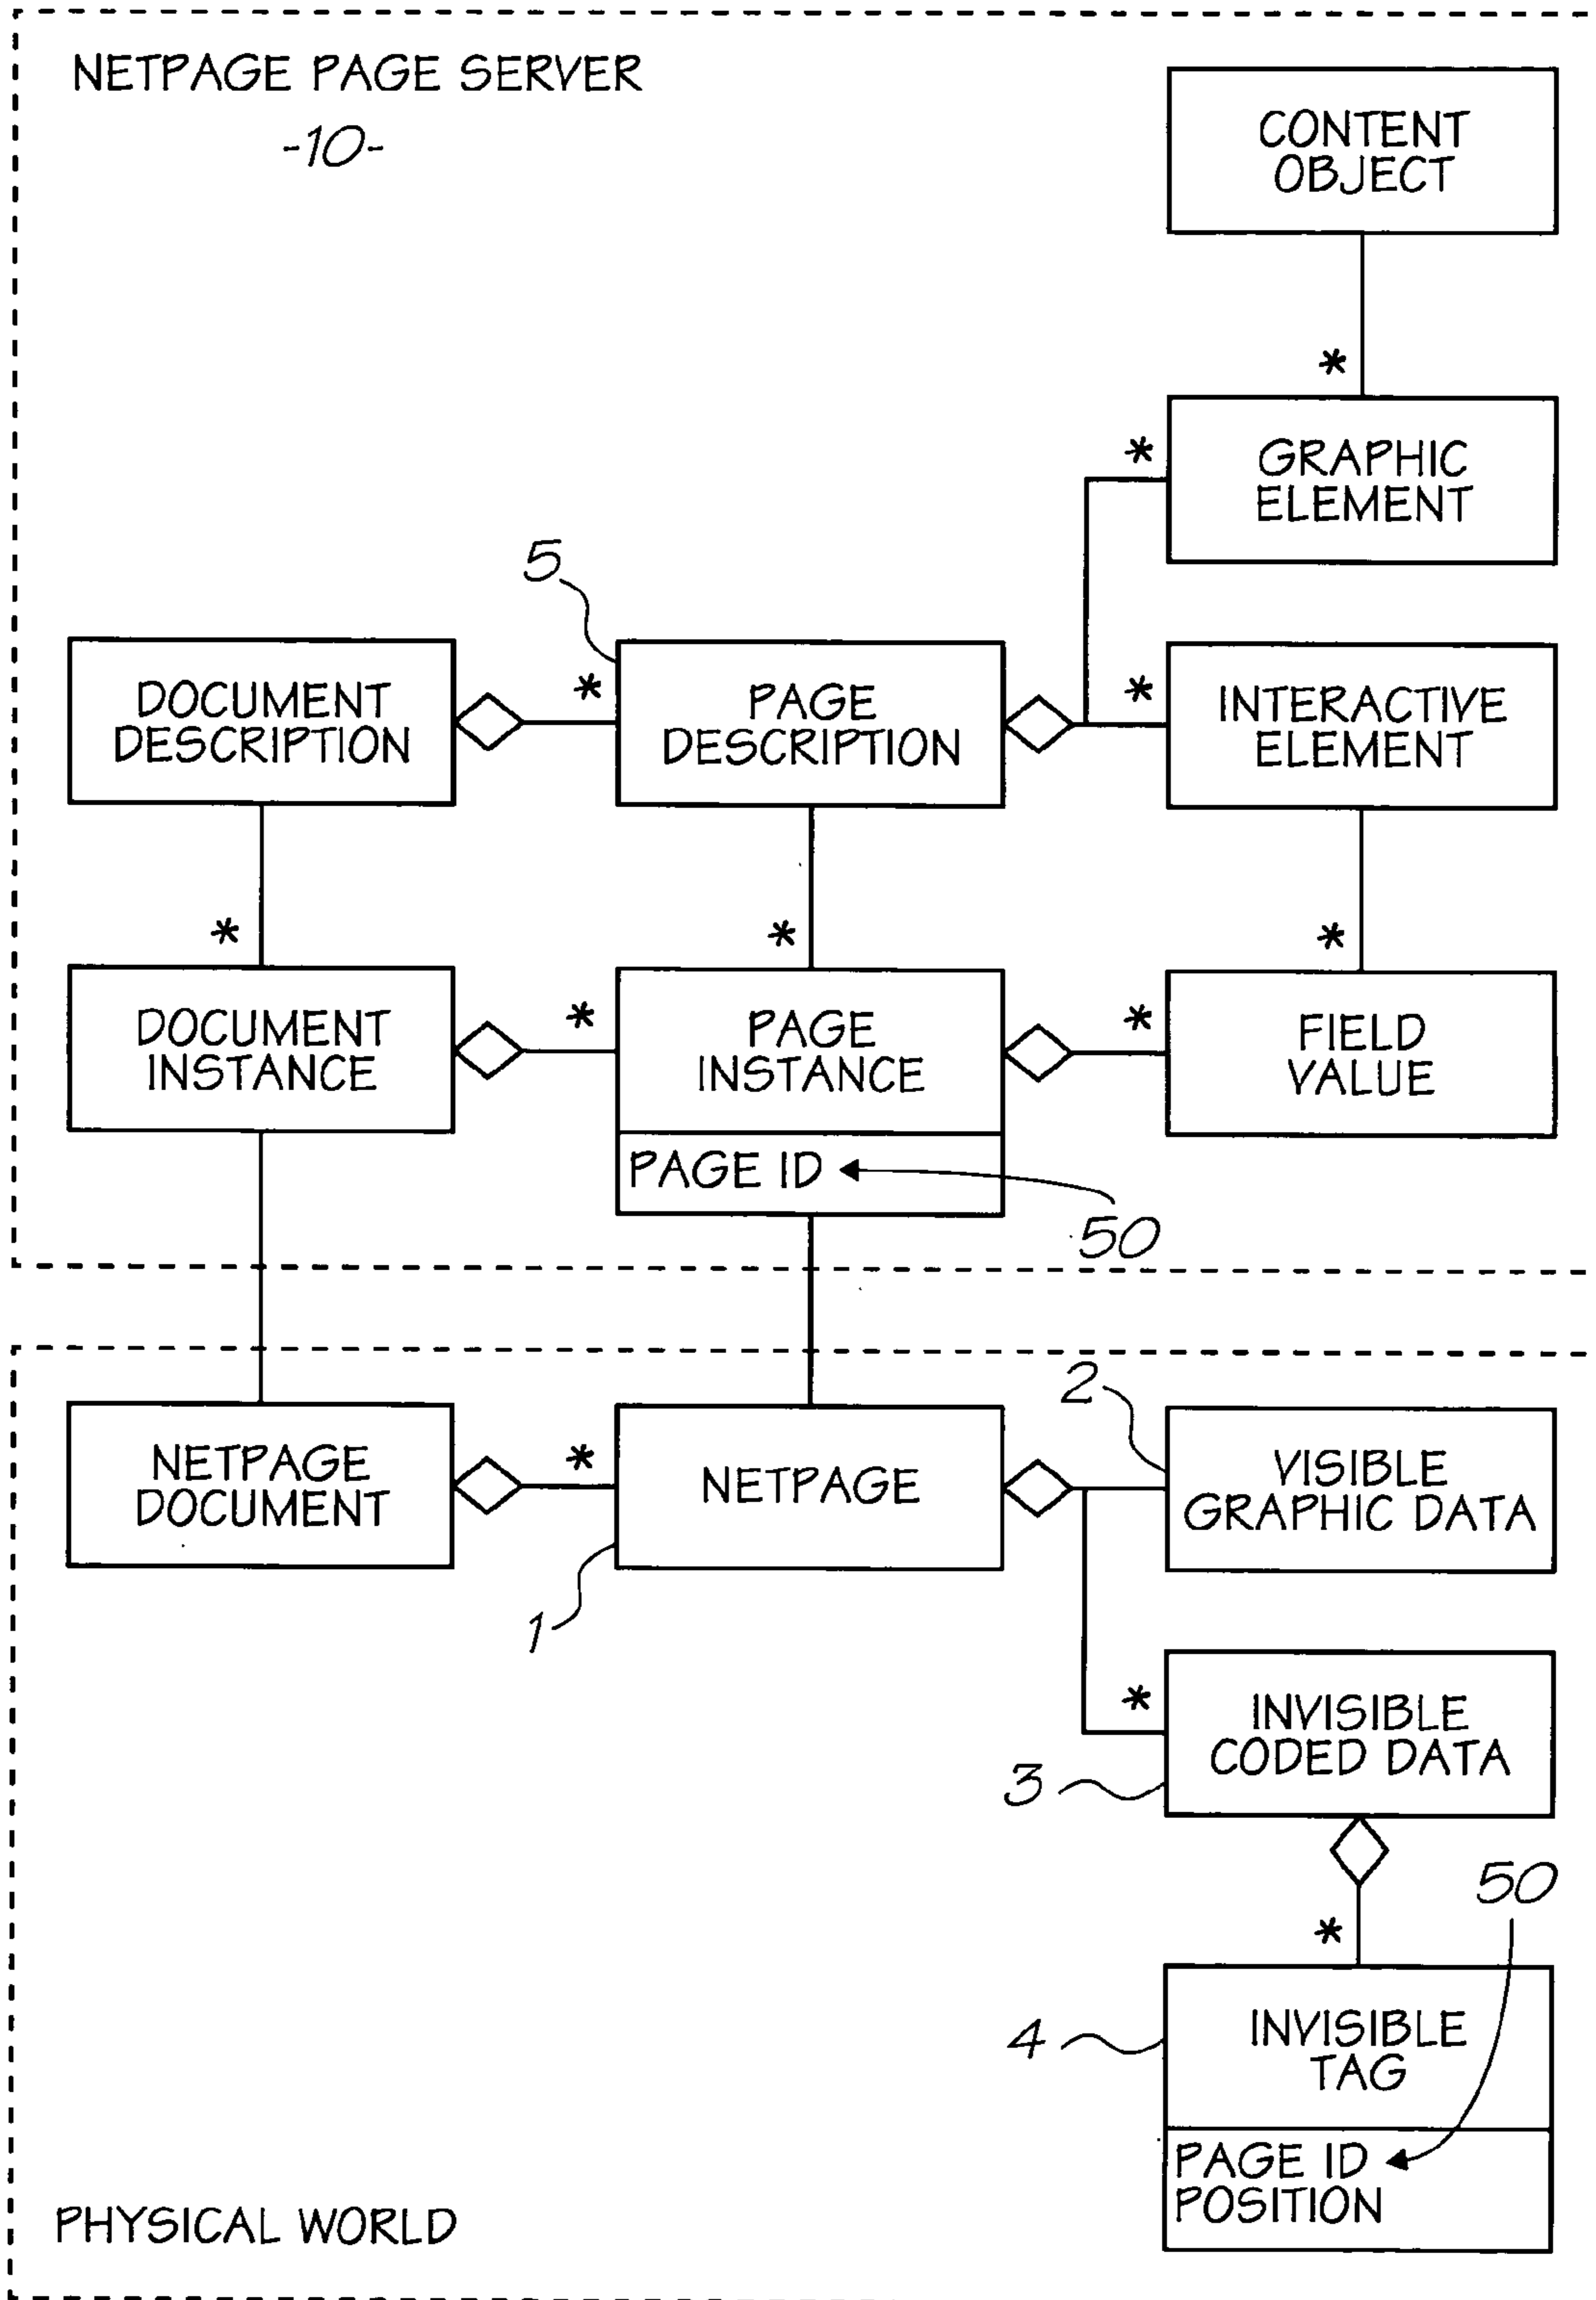 NETPAGE PAGE SERVER
-10-
CONTENT
OBJECT
*
*
GRAPHIC
ELEMENT
5
DOCUMENT
DESCRIPTION
*
PAGE
DESCRIPTION
*
INTERACTIVE
ELEMENT
*
*
*
DOCUMENT
INSTANCE
*
PAGE
INSTANCE
*
FIELD
VALUE
PAGE ID
50
2
NETPAGE
DOCUMENT
*
NETPAGE
VISIBLE
GRAPHIC DATA
1
*
INVISIBLE
CODED DATA
3
50
*
4
INVISIBLE
TAG
PAGE ID
POSITION
PHYSICAL WORLD